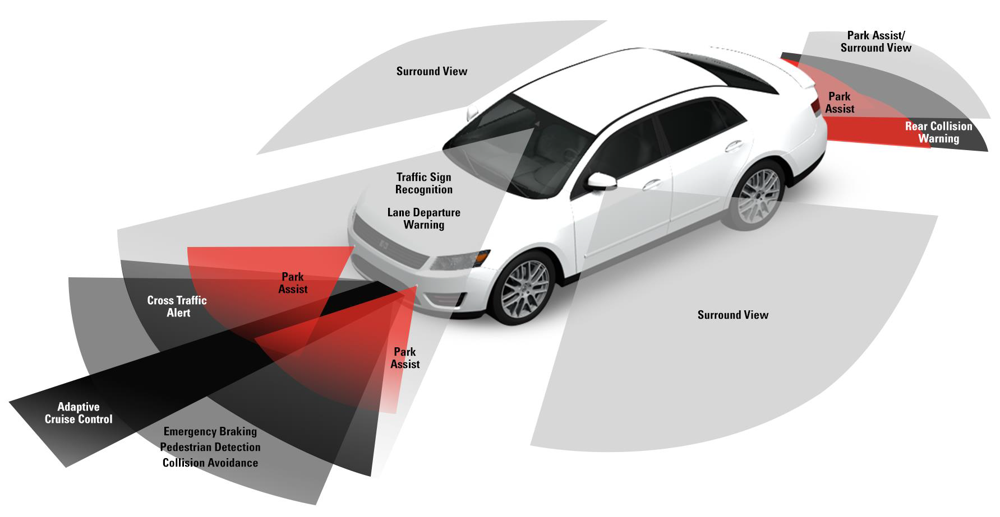 Park Assist/
Surround View
Surround View
Park
Assist
Rear Collision
Warning
Traffic Sign
Recognition
Lane Departure
Warning
Park
Assist
Cross Traffic
Alert
Surround View
Park
Assist
Adaptive
Cruise Control
Emergency Braking
Pedestrian Detection
Collision Avoidance